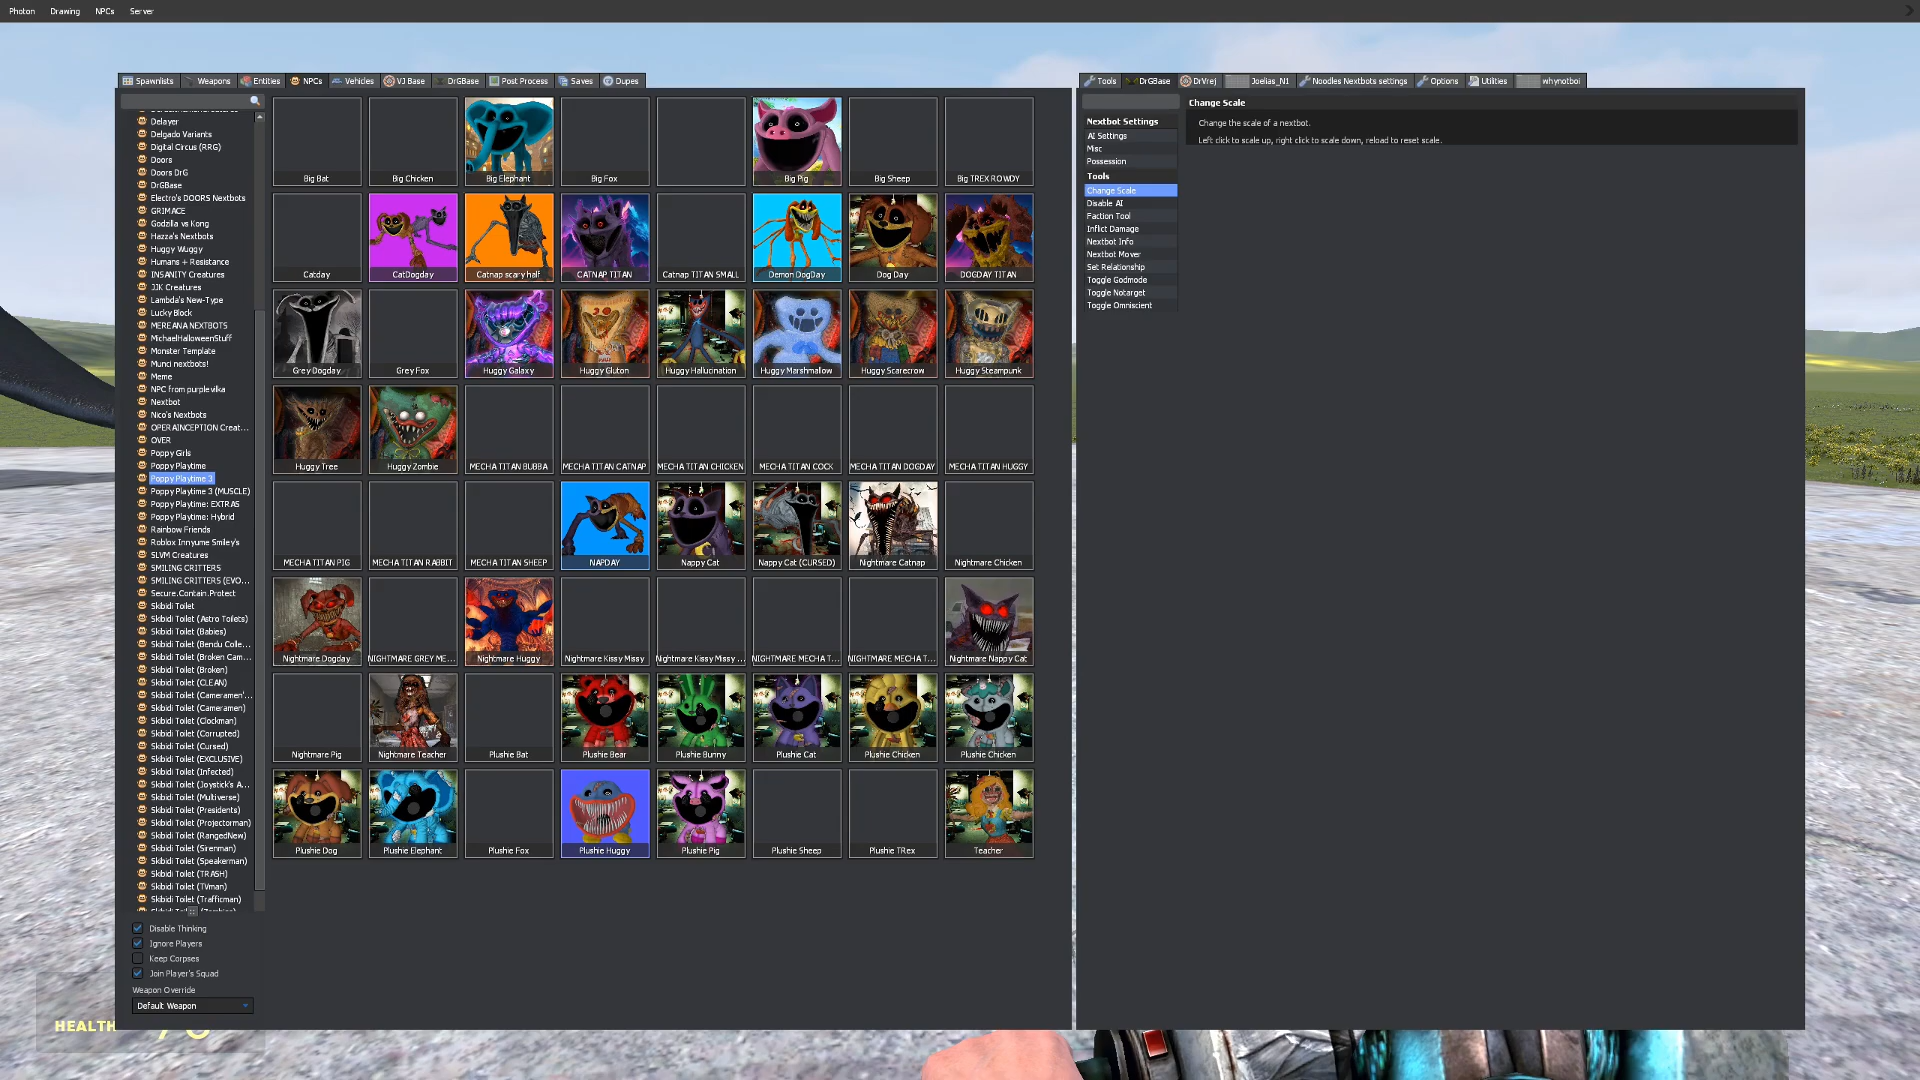 Photon Drawing NPCs Server
Spawnlists Weapons Entities NPCs Vehicles VJ Base DrGBase Post Process Saves Dupes
Delayer
Delgado Variants
Digital Circus (RRG)
Doors
Doors DrG
DrGBase
Electro's DOORS Nextbots
GRIMACE
Godzilla vs Kong
Hazza's Nextbots
Huggy Wuggy
Humans + Resistance
INSANITY Creatures
JJK Creatures
Lambda's New-Type
Lucky Block
MEREANA NEXTBOTS
MichaelHalloweenStuff
Monster Template
Munci nextbots!
Meme
NPC from purplevilka
Nextbot
Nico's Nextbots
OPERAINCEPTION Creat...
OVER
Poppy Girls
Poppy Playtime
Poppy Playtime 3
Poppy Playtime 3 (MUSCLE)
Poppy Playtime: EXTRAS
Poppy Playtime: Hybrid
Rainbow Friends
Roblox Innyume Smiley's
SLVM Creatures
SMILING CRITTERS
SMILING CRITTERS (EVO...
Secure.Contain.Protect
Skibidi Toilet
Skibidi Toilet (Astro Toilets)
Skibidi Toilet (Babies)
Skibidi Toilet (Bendu Colle...
Skibidi Toilet (Broken Cam...
Skibidi Toilet (Broken)
Skibidi Toilet (CLEAN)
Skibidi Toilet (Cameramen'...
Skibidi Toilet (Cameramen)
Skibidi Toilet (Clockman)
Skibidi Toilet (Corrupted)
Skibidi Toilet (Cursed)
Skibidi Toilet (EXCLUSIVE)
Skibidi Toilet (Infected)
Skibidi Toilet (Joystick's A...
Skibidi Toilet (Multiverse)
Skibidi Toilet (Presidents)
Skibidi Toilet (Projectorman)
Skibidi Toilet (RangedNew)
Skibidi Toilet (Sirenman)
Skibidi Toilet (Speakerman)
Skibidi Toilet (TRASH)
Skibidi Toilet (TVman)
Skibidi Toilet (Trafficman)
Disable Thinking
Ignore Players
Keep Corpses
Join Player's Squad
Weapon Override
Default Weapon
HEALTH
Big Bat Big Chicken Big Elephant Big Fox Big Pig Big Sheep Big TREX ROWDY
Catday CatDogday Catnap scary half CATNAP TITAN Catnap TITAN SMALL Demon DogDay Dog Day DOGDAY TITAN
Grey Dogday Grey Fox Huggy Galaxy Huggy Gluton Huggy Hallucination Huggy Marshmallow Huggy Scarecrow Huggy Steampunk
Huggy Tree Huggy Zombie MECHA TITAN BUBBA MECHA TITAN CATNAP MECHA TITAN CHICKEN MECHA TITAN COCK MECHA TITAN DOGDAY MECHA TITAN HUGGY
MECHA TITAN PIG MECHA TITAN RABBIT MECHA TITAN SHEEP NAPDAY Nappy Cat Nappy Cat (CURSED) Nightmare Catnap Nightmare Chicken
Nightmare Dogday NIGHTMARE GREY ME... Nightmare Huggy Nightmare Kissy Missy Nightmare Kissy Missy ... NIGHTMARE MECHA T... NIGHTMARE MECHA T... Nightmare Nappy Cat
Nightmare Pig Nightmare Teacher Plushie Bat Plushie Bear Plushie Bunny Plushie Cat Plushie Chicken Plushie Chicken
Plushie Dog Plushie Elephant Plushie Fox Plushie Huggy Plushie Pig Plushie Sheep Plushie TRex Teacher
Tools DrGBase DrVrej Joelias_N1 Noodles Nextbots settings Options Utilities whynotboi
Nextbot Settings
AI Settings
Misc
Possession
Tools
Change Scale
Disable AI
Faction Tool
Inflict Damage
Nextbot Info
Nextbot Mover
Set Relationship
Toggle Godmode
Toggle Notarget
Toggle Omniscient
Change Scale
Change the scale of a nextbot.
Left click to scale up, right click to scale down, reload to reset scale.